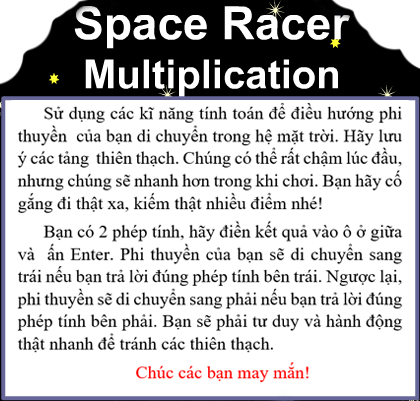 Space Racer
Multiplication
Sử dụng các kĩ năng tính toán để điều hướng phi
thuyền của bạn di chuyển trong hệ mặt trời. Hãy lưu
ý các tảng thiên thạch. Chúng có thể rất chậm lúc đầu,
nhưng chúng sẽ nhanh hơn trong khi chơi. Bạn hãy cố
gắng đi thật xa, kiếm thật nhiều điểm nhé!
Bạn có 2 phép tính, hãy điền kết quả vào ô ở giữa
và ấn Enter. Phi thuyền của bạn sẽ di chuyển sang
trái nếu bạn trả lời đúng phép tính bên trái. Ngược lại,
phi thuyền sẽ di chuyển sang phải nếu bạn trả lời đúng
phép tính bên phải. Bạn sẽ phải tư duy và hành động
thật nhanh để tránh các thiên thạch.
Chúc các bạn may mắn!